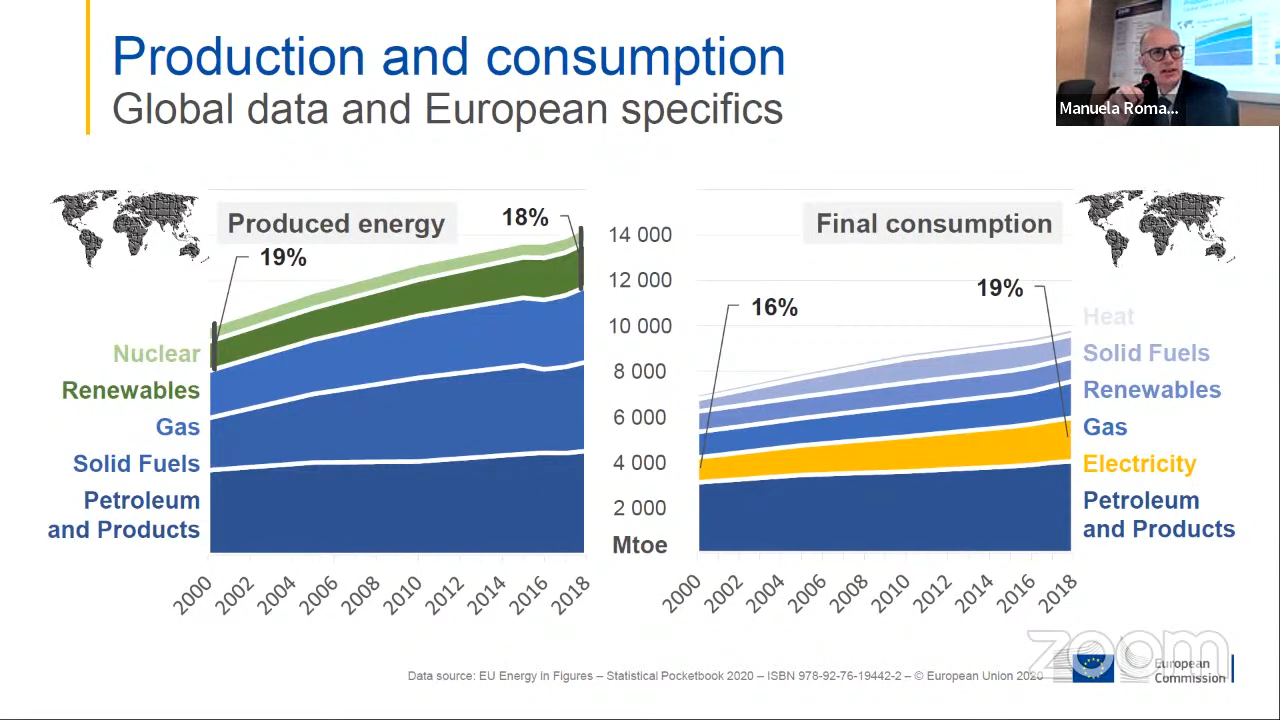 Production and consumption
Global data and European specifics
Manuela Roma...
Produced energy
18%
19%
Nuclear
Renewables
Gas
Solid Fuels
Petroleum
and Products
2000
2002
2004
2006
2008
2010
2012
2014
2016
2018
14 000
12 000
10 000
8 000
6 000
4 000
2 000
Mtoe
Final consumption
16%
19%
Heat
Solid Fuels
Renewables
Gas
Electricity
Petroleum
and Products
2000
2002
2004
2006
2008
2010
2012
2014
2016
2018
Data source: EU Energy in Figures – Statistical Pocketbook 2020 – ISBN 978-92-76-19442-2 – © European Union 2020
zoom
European
Commission